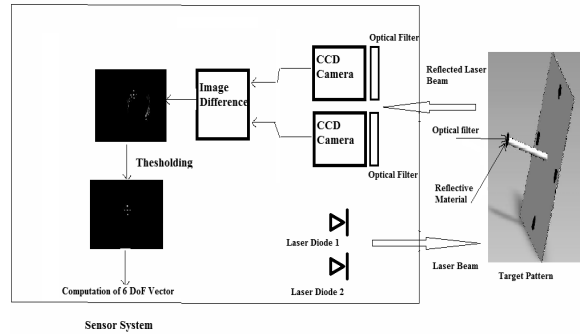 Optical Filter
CCD
Camera
Image
Difference
Reflected Laser
Beam
CCD
Camera
Optical filter
Thesholding
Optical Filter
Reflective
Material
Laser Diode 1
Laser Beam
Target Pattern
Computation of 6 DoF Vector
Laser Diode 2
Sensor System